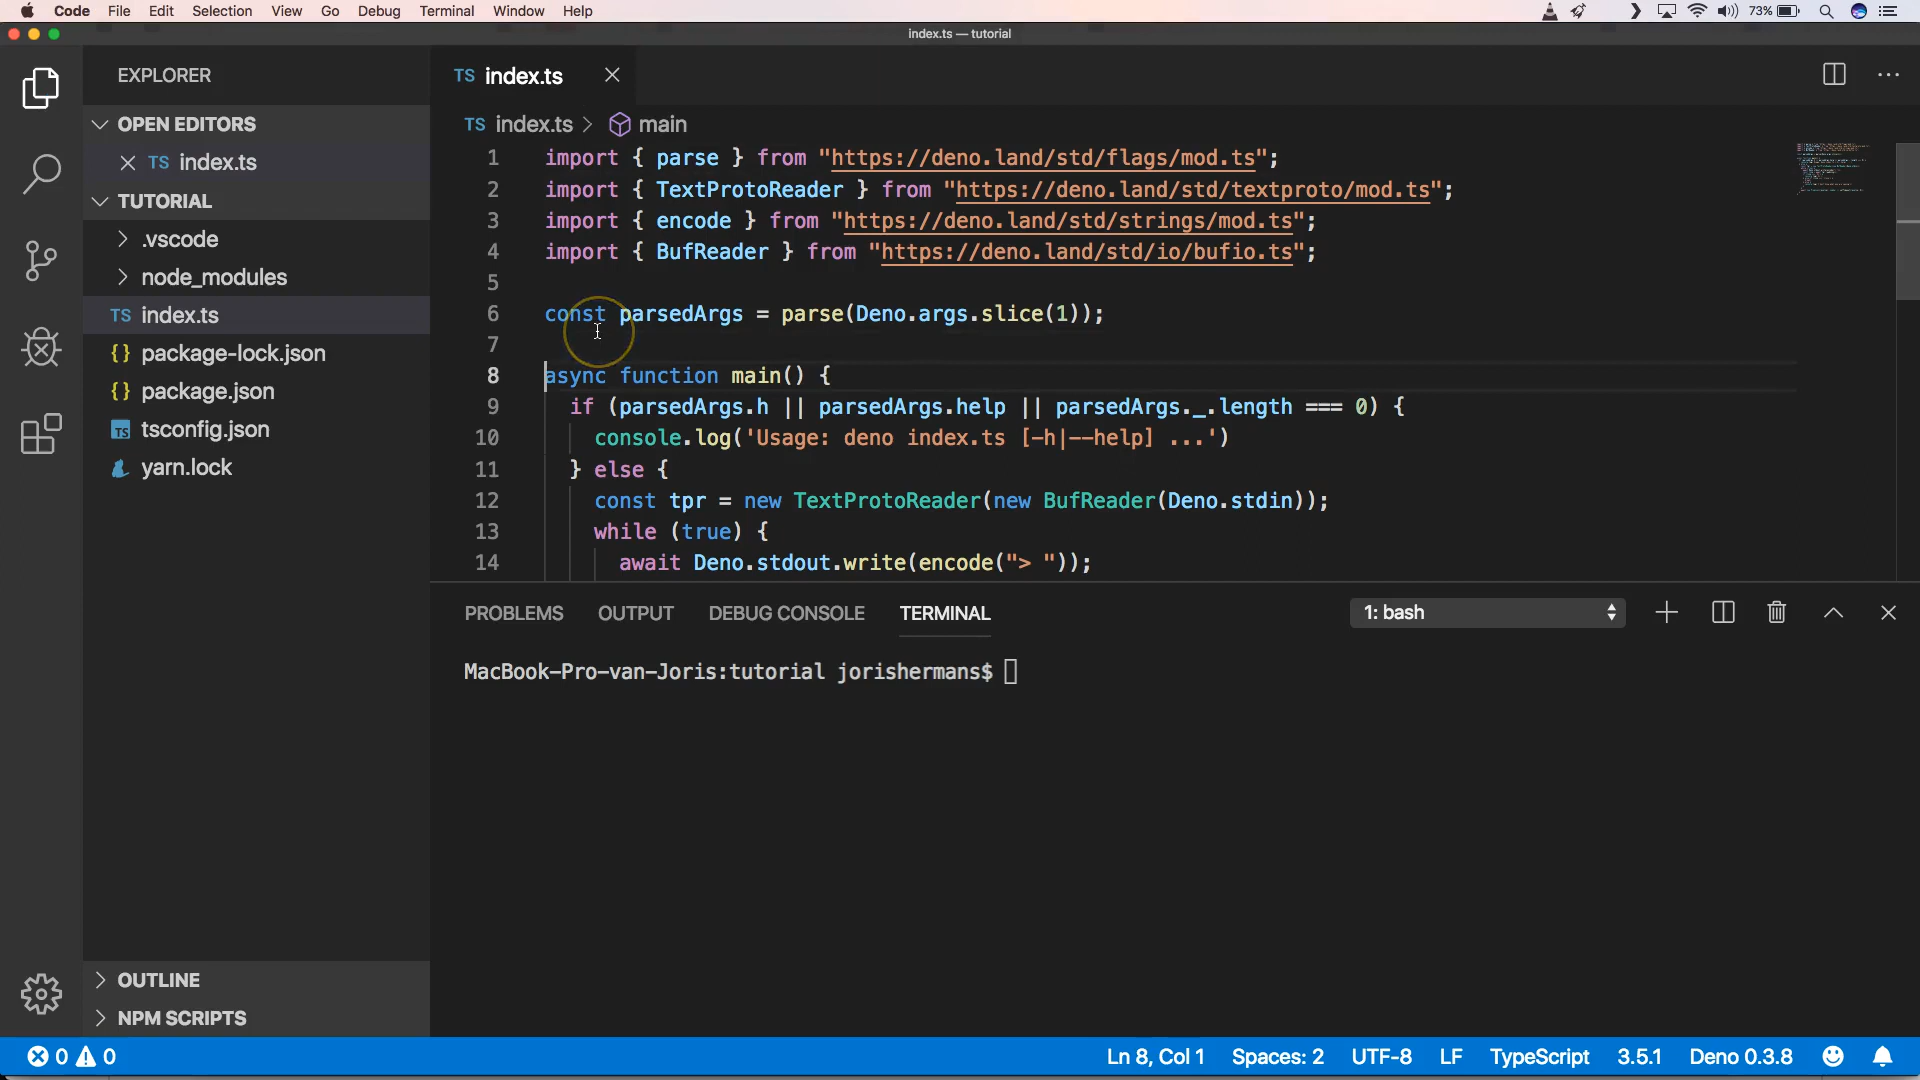 Code File Edit Selection View Go Debug Terminal Window Help 73%
index.ts — tutorial
EXPLORER
OPEN EDITORS
TS index.ts
TUTORIAL
.vscode
node_modules
TS index.ts
{} package-lock.json
{} package.json
TS tsconfig.json
yarn.lock
OUTLINE
NPM SCRIPTS
TS index.ts
TS index.ts > main
1 import { parse } from "https://deno.land/std/flags/mod.ts";
2 import { TextProtoReader } from "https://deno.land/std/textproto/mod.ts";
3 import { encode } from "https://deno.land/std/strings/mod.ts";
4 import { BufReader } from "https://deno.land/std/io/bufio.ts";
5
6 const parsedArgs = parse(Deno.args.slice(1));
7
8 async function main() {
9 if (parsedArgs.h || parsedArgs.help || parsedArgs._.length === 0) {
10 console.log('Usage: deno index.ts [-h|--help] ...')
11 } else {
12 const tpr = new TextProtoReader(new BufReader(Deno.stdin));
13 while (true) {
14 await Deno.stdout.write(encode("> "));
PROBLEMS OUTPUT DEBUG CONSOLE TERMINAL 1: bash
MacBook-Pro-van-Joris:tutorial jorishermans$
0 0 Ln 8, Col 1 Spaces: 2 UTF-8 LF TypeScript 3.5.1 Deno 0.3.8